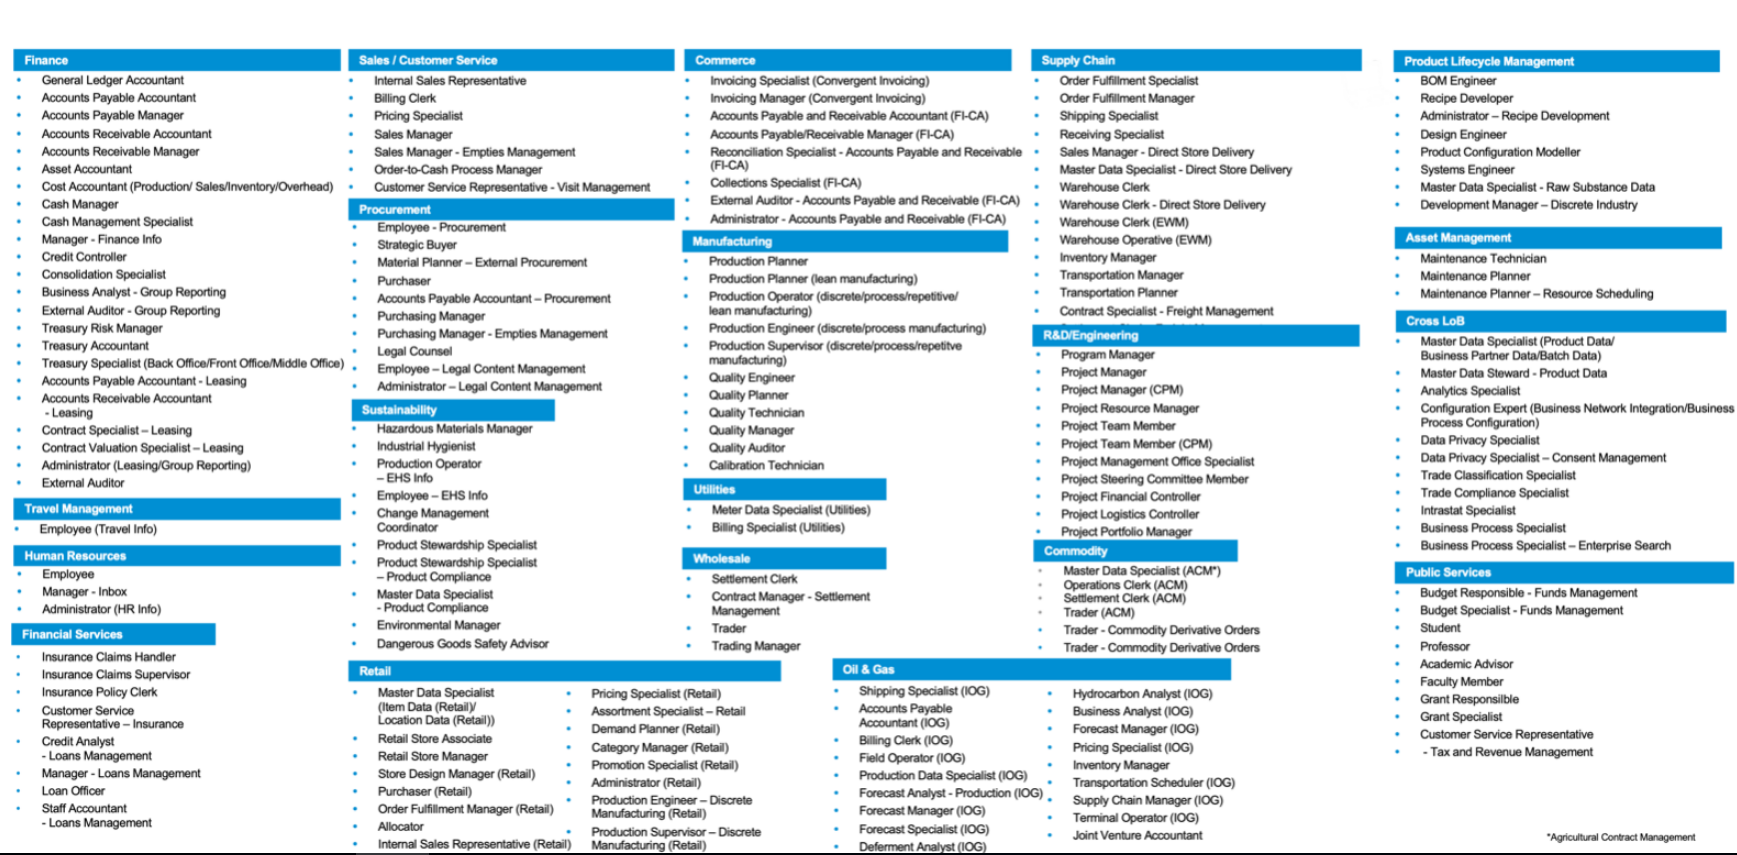 Finance
General Ledger Accountant
Accounts Payable Accountant
Accounts Payable Manager
Accounts Receivable Accountant
Accounts Receivable Manager
Asset Accountant
Cost Accountant (Production/ Sales/Inventory/Overhead)
Cash Manager
Cash Management Specialist
Manager - Finance Info
Credit Controller
Consolidation Specialist
Business Analyst - Group Reporting
External Auditor - Group Reporting
Treasury Risk Manager
Treasury Accountant
Treasury Specialist (Back Office/Front Office/Middle Office)
Accounts Payable Accountant - Leasing
Accounts Receivable Accountant
- Leasing
Contract Specialist – Leasing
Contract Valuation Specialist – Leasing
Administrator (Leasing/Group Reporting)
External Auditor
Travel Management
Employee (Travel Info)
Human Resources
Employee
Manager - Inbox
Administrator (HR Info)
Financial Services
Insurance Claims Handler
Insurance Claims Supervisor
Insurance Policy Clerk
Customer Service
Representative – Insurance
Credit Analyst
- Loans Management
Manager - Loans Management
Loan Officer
Staff Accountant
- Loans Management
Sales / Customer Service
Internal Sales Representative
Billing Clerk
Pricing Specialist
Sales Manager
Sales Manager - Empties Management
Order-to-Cash Process Manager
Customer Service Representative - Visit Management
Procurement
Employee - Procurement
Strategic Buyer
Material Planner – External Procurement
Purchaser
Accounts Payable Accountant – Procurement
Purchasing Manager
Purchasing Manager - Empties Management
Legal Counsel
Employee – Legal Content Management
Administrator – Legal Content Management
Sustainability
Hazardous Materials Manager
Industrial Hygienist
Production Operator
– EHS Info
Employee – EHS Info
Change Management
Coordinator
Product Stewardship Specialist
Product Stewardship Specialist
– Product Compliance
Master Data Specialist
- Product Compliance
Environmental Manager
Dangerous Goods Safety Advisor
Retail
Master Data Specialist
(Item Data (Retail)/
Location Data (Retail))
Retail Store Associate
Retail Store Manager
Store Design Manager (Retail)
Purchaser (Retail)
Order Fulfillment Manager (Retail)
Allocator
Internal Sales Representative (Retail)
Pricing Specialist (Retail)
Assortment Specialist – Retail
Demand Planner (Retail)
Category Manager (Retail)
Promotion Specialist (Retail)
Administrator (Retail)
Production Engineer – Discrete
Manufacturing (Retail)
Production Supervisor – Discrete
Manufacturing (Retail)
Commerce
Invoicing Specialist (Convergent Invoicing)
Invoicing Manager (Convergent Invoicing)
Accounts Payable and Receivable Accountant (FI-CA)
Accounts Payable/Receivable Manager (FI-CA)
Reconciliation Specialist - Accounts Payable and Receivable
(FI-CA)
Collections Specialist (FI-CA)
External Auditor - Accounts Payable and Receivable (FI-CA)
Administrator - Accounts Payable and Receivable (FI-CA)
Manufacturing
Production Planner
Production Planner (lean manufacturing)
Production Operator (discrete/process/repetitive/
lean manufacturing)
Production Engineer (discrete/process manufacturing)
Production Supervisor (discrete/process/repetitve
manufacturing)
Quality Engineer
Quality Planner
Quality Technician
Quality Manager
Quality Auditor
Calibration Technician
Utilities
Meter Data Specialist (Utilities)
Billing Specialist (Utilities)
Wholesale
Settlement Clerk
Contract Manager - Settlement
Management
Trader
Trading Manager
Oil & Gas
Shipping Specialist (IOG)
Accounts Payable
Accountant (IOG)
Billing Clerk (IOG)
Field Operator (IOG)
Production Data Specialist (IOG)
Forecast Analyst - Production (IOG)
Forecast Manager (IOG)
Forecast Specialist (IOG)
Deferment Analyst (IOG)
Hydrocarbon Analyst (IOG)
Business Analyst (IOG)
Forecast Manager (IOG)
Pricing Specialist (IOG)
Inventory Manager
Transportation Scheduler (IOG)
Supply Chain Manager (IOG)
Terminal Operator (IOG)
Joint Venture Accountant
Supply Chain
Order Fulfillment Specialist
Order Fulfillment Manager
Shipping Specialist
Receiving Specialist
Sales Manager - Direct Store Delivery
Master Data Specialist - Direct Store Delivery
Warehouse Clerk
Warehouse Clerk - Direct Store Delivery
Warehouse Clerk (EWM)
Warehouse Operative (EWM)
Inventory Manager
Transportation Manager
Transportation Planner
Contract Specialist - Freight Management
R&D/Engineering
Program Manager
Project Manager
Project Manager (CPM)
Project Resource Manager
Project Team Member
Project Team Member (CPM)
Project Management Office Specialist
Project Steering Committee Member
Project Financial Controller
Project Logistics Controller
Project Portfolio Manager
Commodity
Master Data Specialist (ACM*)
Operations Clerk (ACM)
Settlement Clerk (ACM)
Trader (ACM)
Trader - Commodity Derivative Orders
Trader - Commodity Derivative Orders
Product Lifecycle Management
BOM Engineer
Recipe Developer
Administrator – Recipe Development
Design Engineer
Product Configuration Modeller
Systems Engineer
Master Data Specialist - Raw Substance Data
Development Manager – Discrete Industry
Asset Management
Maintenance Technician
Maintenance Planner
Maintenance Planner – Resource Scheduling
Cross LoB
Master Data Specialist (Product Data/
Business Partner Data/Batch Data)
Master Data Steward - Product Data
Analytics Specialist
Configuration Expert (Business Network Integration/Business
Process Configuration)
Data Privacy Specialist
Data Privacy Specialist – Consent Management
Trade Classification Specialist
Trade Compliance Specialist
Intrastat Specialist
Business Process Specialist
Business Process Specialist – Enterprise Search
Public Services
Budget Responsible - Funds Management
Budget Specialist - Funds Management
Student
Professor
Academic Advisor
Faculty Member
Grant Responsilble
Grant Specialist
Customer Service Representative
- Tax and Revenue Management
*Agricultural Contract Management